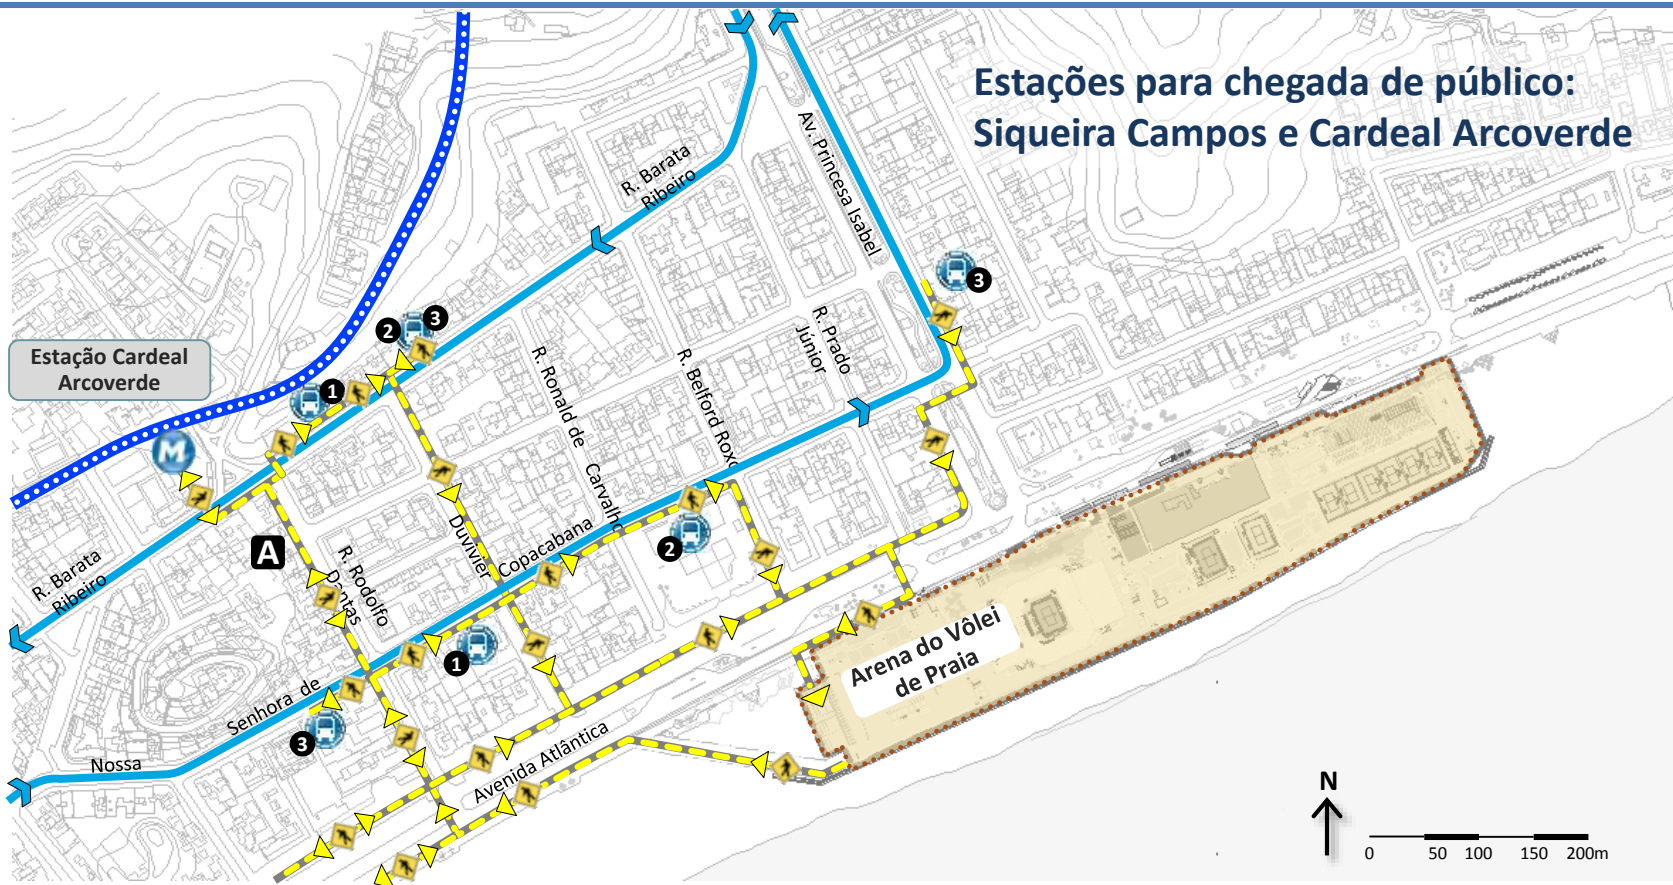 Estações para chegada de público:
Siqueira Campos e Cardeal Arcoverde
R. Barata
Ribeiro
Av. Princesa Isabel
3
2
3
Estação Cardeal
Arcoverde
1
M
R. Prado
Júnior
R. Ronald de Carvalho
R. Belford Roxo
A
Duvivier
R. Rodolfo
Dantas
R. Barata
Ribeiro
2
1
3
Nossa Senhora de Copacabana
Avenida Atlântica
Arena do Vôlei
de Praia
N
0 50 100 150 200m